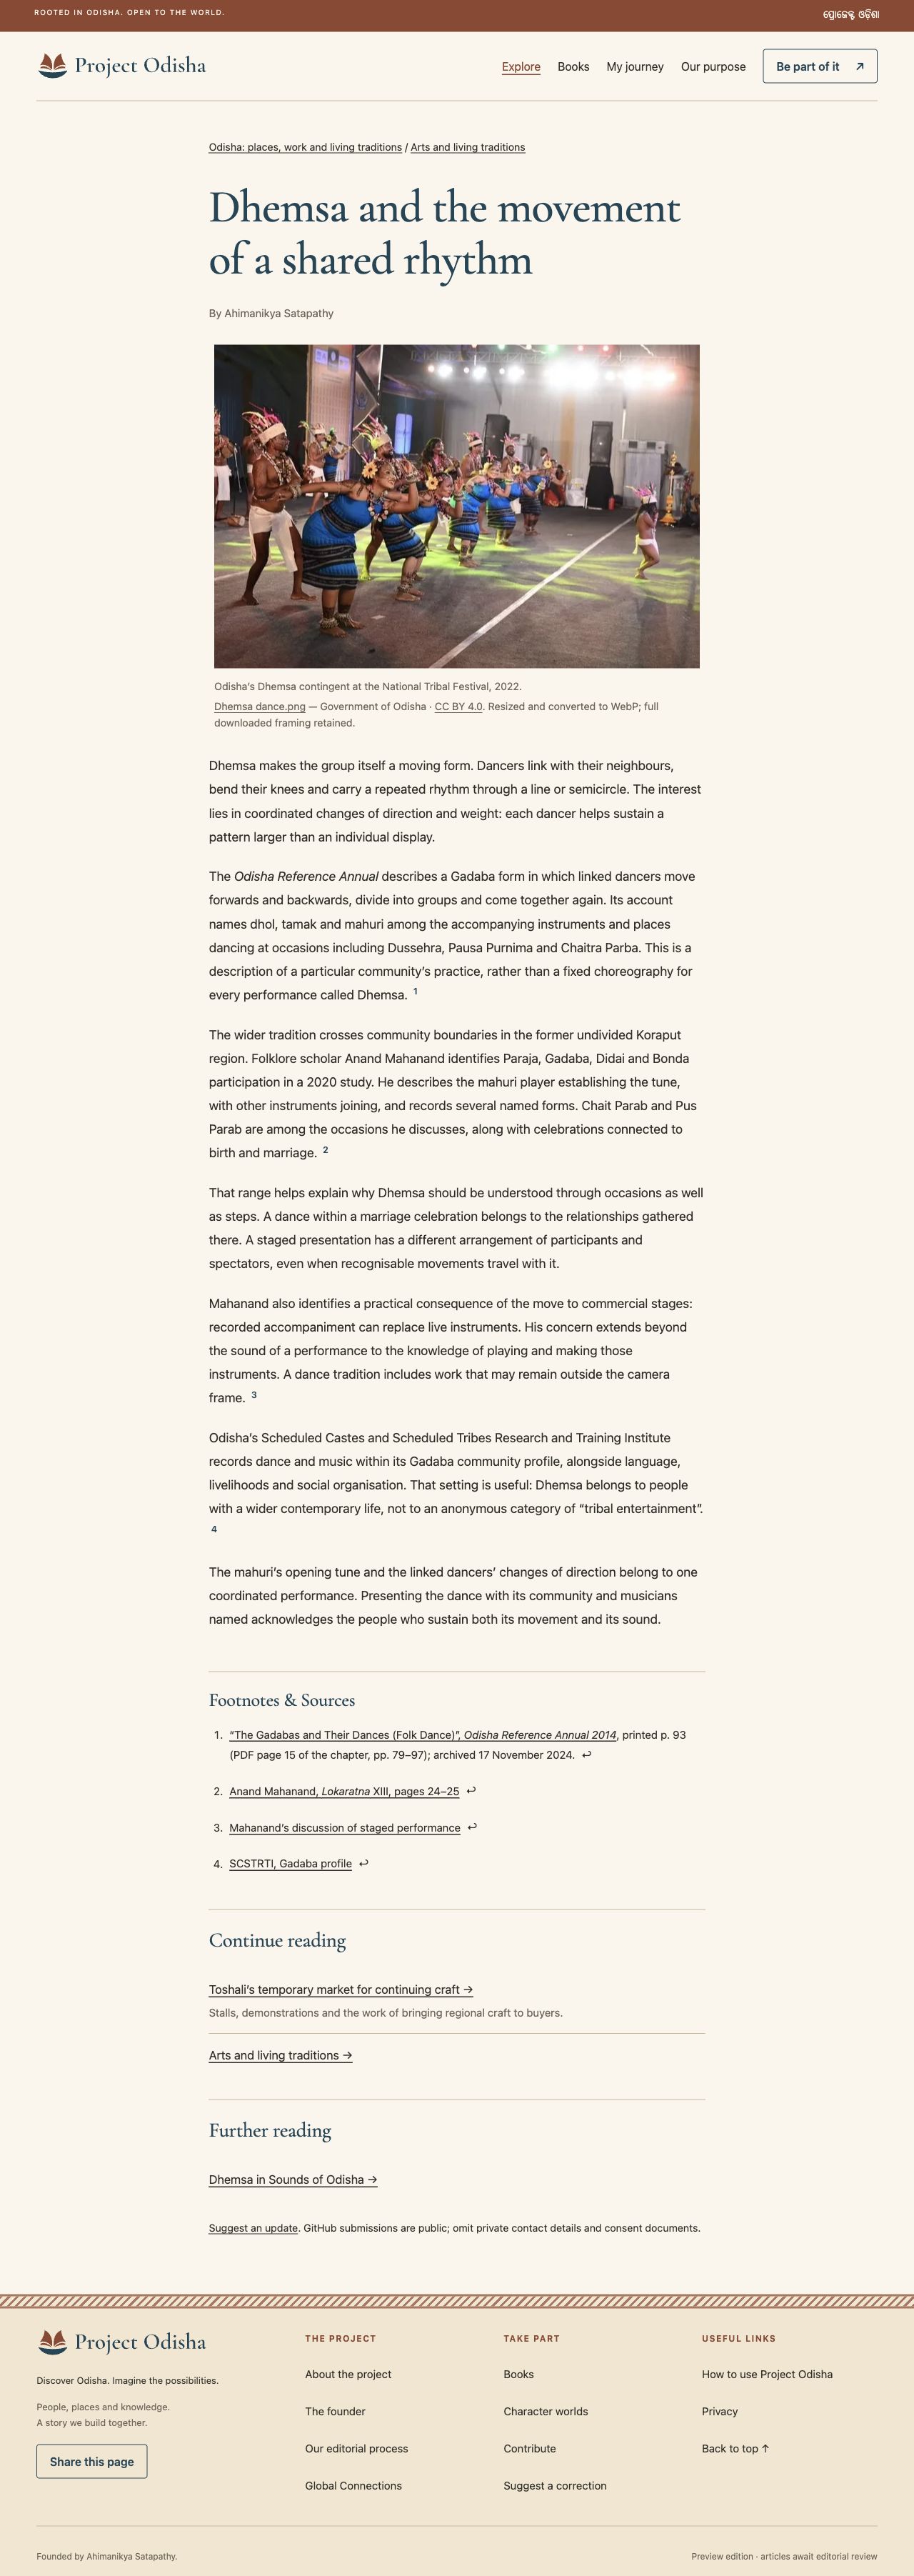 ROOTED IN ODISHA. OPEN TO THE WORLD.
ପ୍ରୋଜେକ୍ଟ ଓଡ଼ିଶା
Project Odisha
Explore
Books
My journey
Our purpose
Be part of it ↗
Odisha: places, work and living traditions / Arts and living traditions
Dhemsa and the movement
of a shared rhythm
By Ahimanikya Satapathy
Odisha's Dhemsa contingent at the National Tribal Festival, 2022.
Dhemsa dance.png — Government of Odisha · CC BY 4.0. Resized and converted to WebP; full
downloaded framing retained.
Dhemsa makes the group itself a moving form. Dancers link with their neighbours,
bend their knees and carry a repeated rhythm through a line or semicircle. The interest
lies in coordinated changes of direction and weight: each dancer helps sustain a
pattern larger than an individual display.
The Odisha Reference Annual describes a Gadaba form in which linked dancers move
forwards and backwards, divide into groups and come together again. Its account
names dhol, tamak and mahuri among the accompanying instruments and places
dancing at occasions including Dussehra, Pausa Purnima and Chaitra Parba. This is a
description of a particular community's practice, rather than a fixed choreography for
every performance called Dhemsa. 1
The wider tradition crosses community boundaries in the former undivided Koraput
region. Folklore scholar Anand Mahanand identifies Paraja, Gadaba, Didai and Bonda
participation in a 2020 study. He describes the mahuri player establishing the tune,
with other instruments joining, and records several named forms. Chait Parab and Pus
Parab are among the occasions he discusses, along with celebrations connected to
birth and marriage. 2
That range helps explain why Dhemsa should be understood through occasions as well
as steps. A dance within a marriage celebration belongs to the relationships gathered
there. A staged presentation has a different arrangement of participants and
spectators, even when recognisable movements travel with it.
Mahanand also identifies a practical consequence of the move to commercial stages:
recorded accompaniment can replace live instruments. His concern extends beyond
the sound of a performance to the knowledge of playing and making those
instruments. A dance tradition includes work that may remain outside the camera
frame. 3
Odisha's Scheduled Castes and Scheduled Tribes Research and Training Institute
records dance and music within its Gadaba community profile, alongside language,
livelihoods and social organisation. That setting is useful: Dhemsa belongs to people
with a wider contemporary life, not to an anonymous category of “tribal entertainment”.
4
The mahuri's opening tune and the linked dancers' changes of direction belong to one
coordinated performance. Presenting the dance with its community and musicians
named acknowledges the people who sustain both its movement and its sound.
Footnotes & Sources
1. “The Gadabas and Their Dances (Folk Dance)”, Odisha Reference Annual 2014, printed p. 93
(PDF page 15 of the chapter, pp. 79–97); archived 17 November 2024. ↩
2. Anand Mahanand, Lokaratna XIII, pages 24–25 ↩
3. Mahanand's discussion of staged performance ↩
4. SCSTRTI, Gadaba profile ↩
Continue reading
Toshali's temporary market for continuing craft →
Stalls, demonstrations and the work of bringing regional craft to buyers.
Arts and living traditions →
Further reading
Dhemsa in Sounds of Odisha →
Suggest an update. GitHub submissions are public; omit private contact details and consent documents.
Project Odisha
Discover Odisha. Imagine the possibilities.
People, places and knowledge.
A story we build together.
Share this page
THE PROJECT
About the project
The founder
Our editorial process
Global Connections
TAKE PART
Books
Character worlds
Contribute
Suggest a correction
USEFUL LINKS
How to use Project Odisha
Privacy
Back to top ↑
Founded by Ahimanikya Satapathy.
Preview edition · articles await editorial review